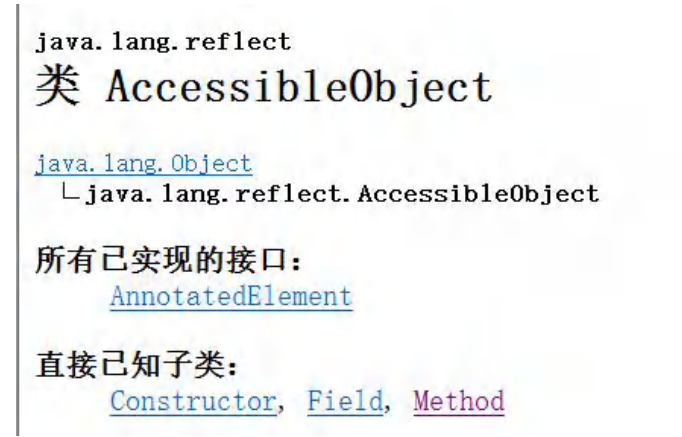 java.lang.reflect
类 AccessibleObject
java.lang.Object
└java.lang.reflect.AccessibleObject
所有已实现的接口：
AnnotatedElement
直接已知子类：
Constructor, Field, Method